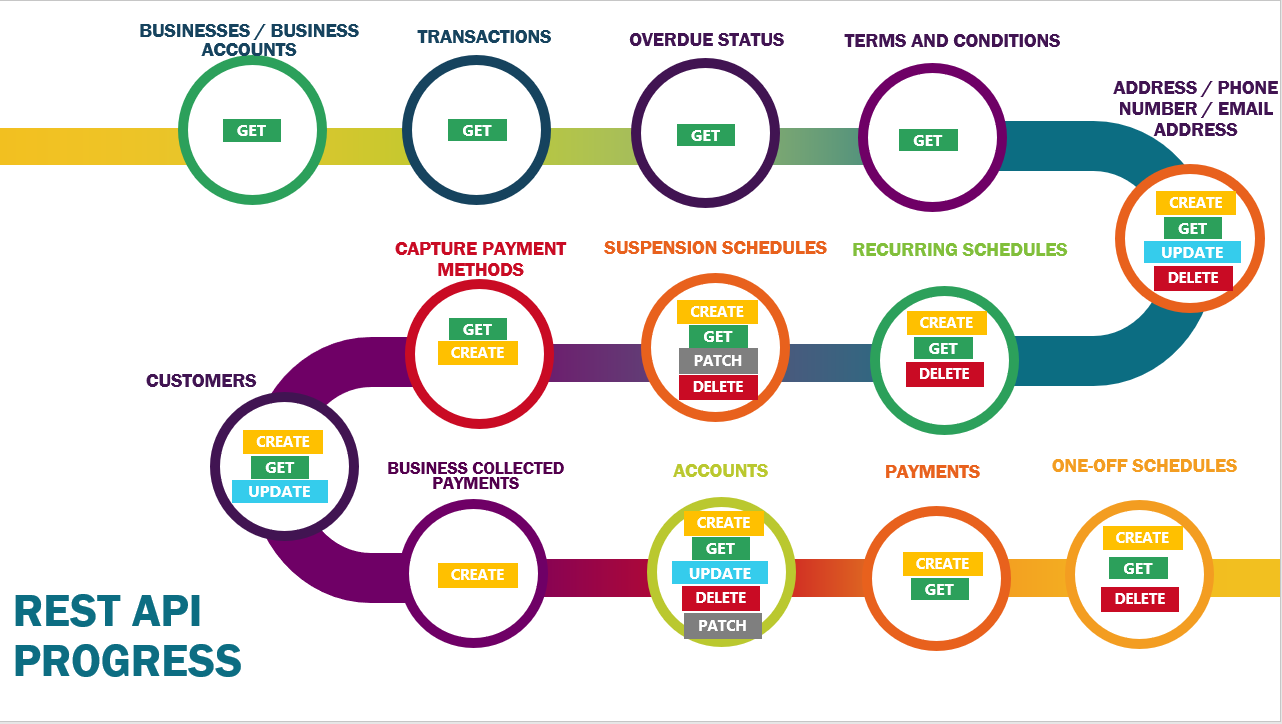 BUSINESSES / BUSINESS
ACCOUNTS
GET
TRANSACTIONS
GET
OVERDUE STATUS
GET
TERMS AND CONDITIONS
GET
ADDRESS / PHONE
NUMBER / EMAIL
ADDRESS
CREATE
GET
UPDATE
DELETE
RECURRING SCHEDULES
CREATE
GET
DELETE
SUSPENSION SCHEDULES
CREATE
GET
PATCH
DELETE
CAPTURE PAYMENT
METHODS
GET
CREATE
CUSTOMERS
CREATE
GET
UPDATE
BUSINESS COLLECTED
PAYMENTS
CREATE
ACCOUNTS
CREATE
GET
UPDATE
DELETE
PATCH
PAYMENTS
CREATE
GET
ONE-OFF SCHEDULES
CREATE
GET
DELETE
REST API
PROGRESS